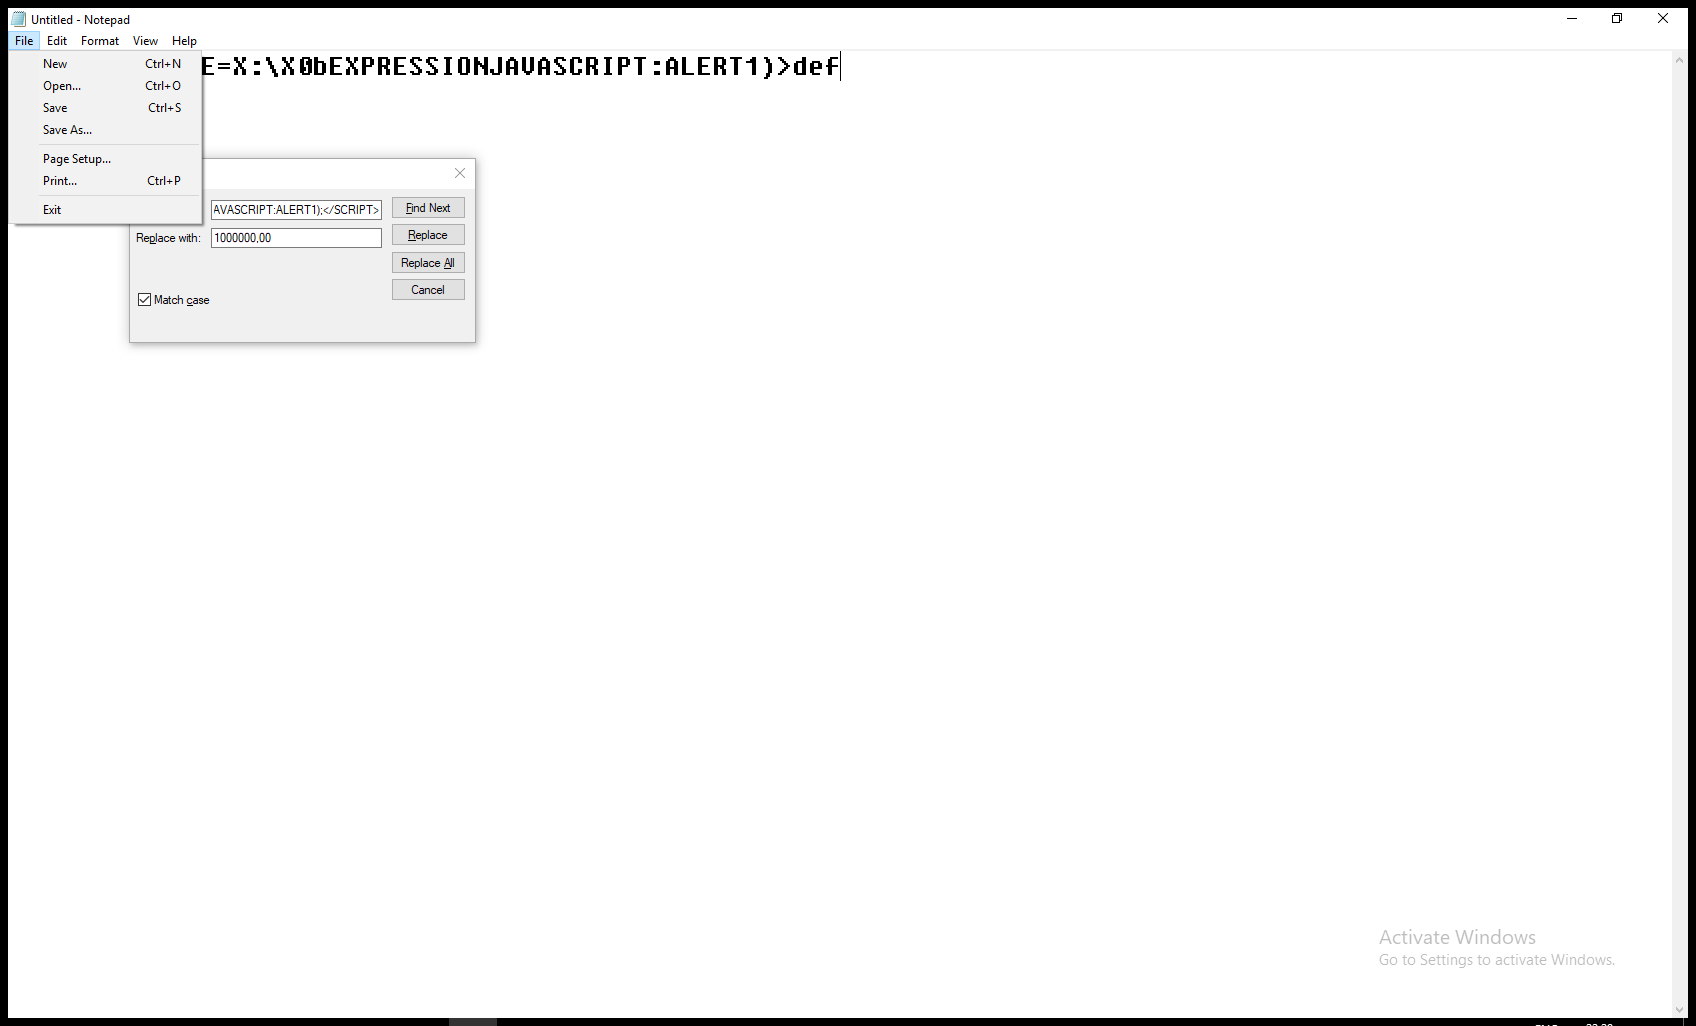 Untitled - Notepad
File Edit Format View Help
E=X:\X0bEXPRESSIONJAVASCRIPT:ALERT1)>def
New Ctrl+N
Open... Ctrl+O
Save Ctrl+S
Save As...
Page Setup...
Print... Ctrl+P
Exit
AVASCRIPT:ALERT1);</SCRIPT>
Find Next
Replace with: 1000000,00
Replace
Replace All
Cancel
Match case
Activate Windows
Go to Settings to activate Windows.